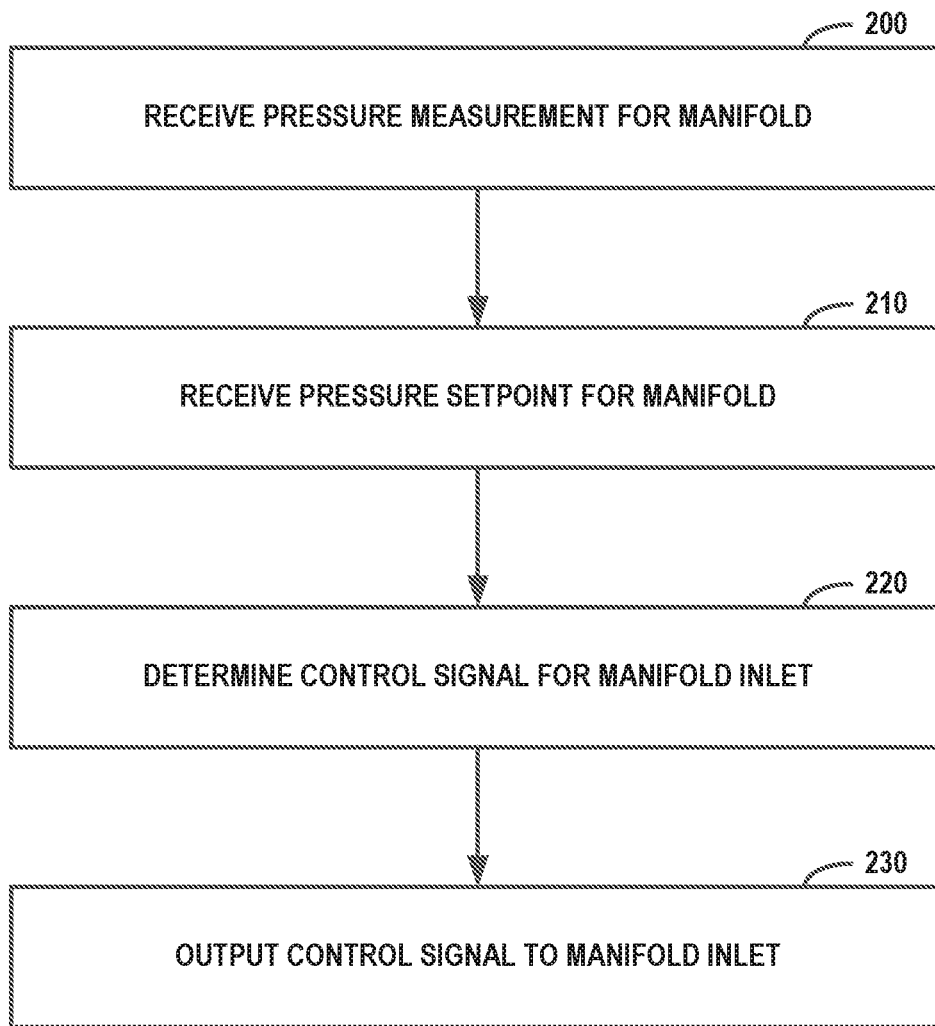 200
RECEIVE PRESSURE MEASUREMENT FOR MANIFOLD
210
RECEIVE PRESSURE SETPOINT FOR MANIFOLD
220
DETERMINE CONTROL SIGNAL FOR MANIFOLD INLET
230
OUTPUT CONTROL SIGNAL TO MANIFOLD INLET